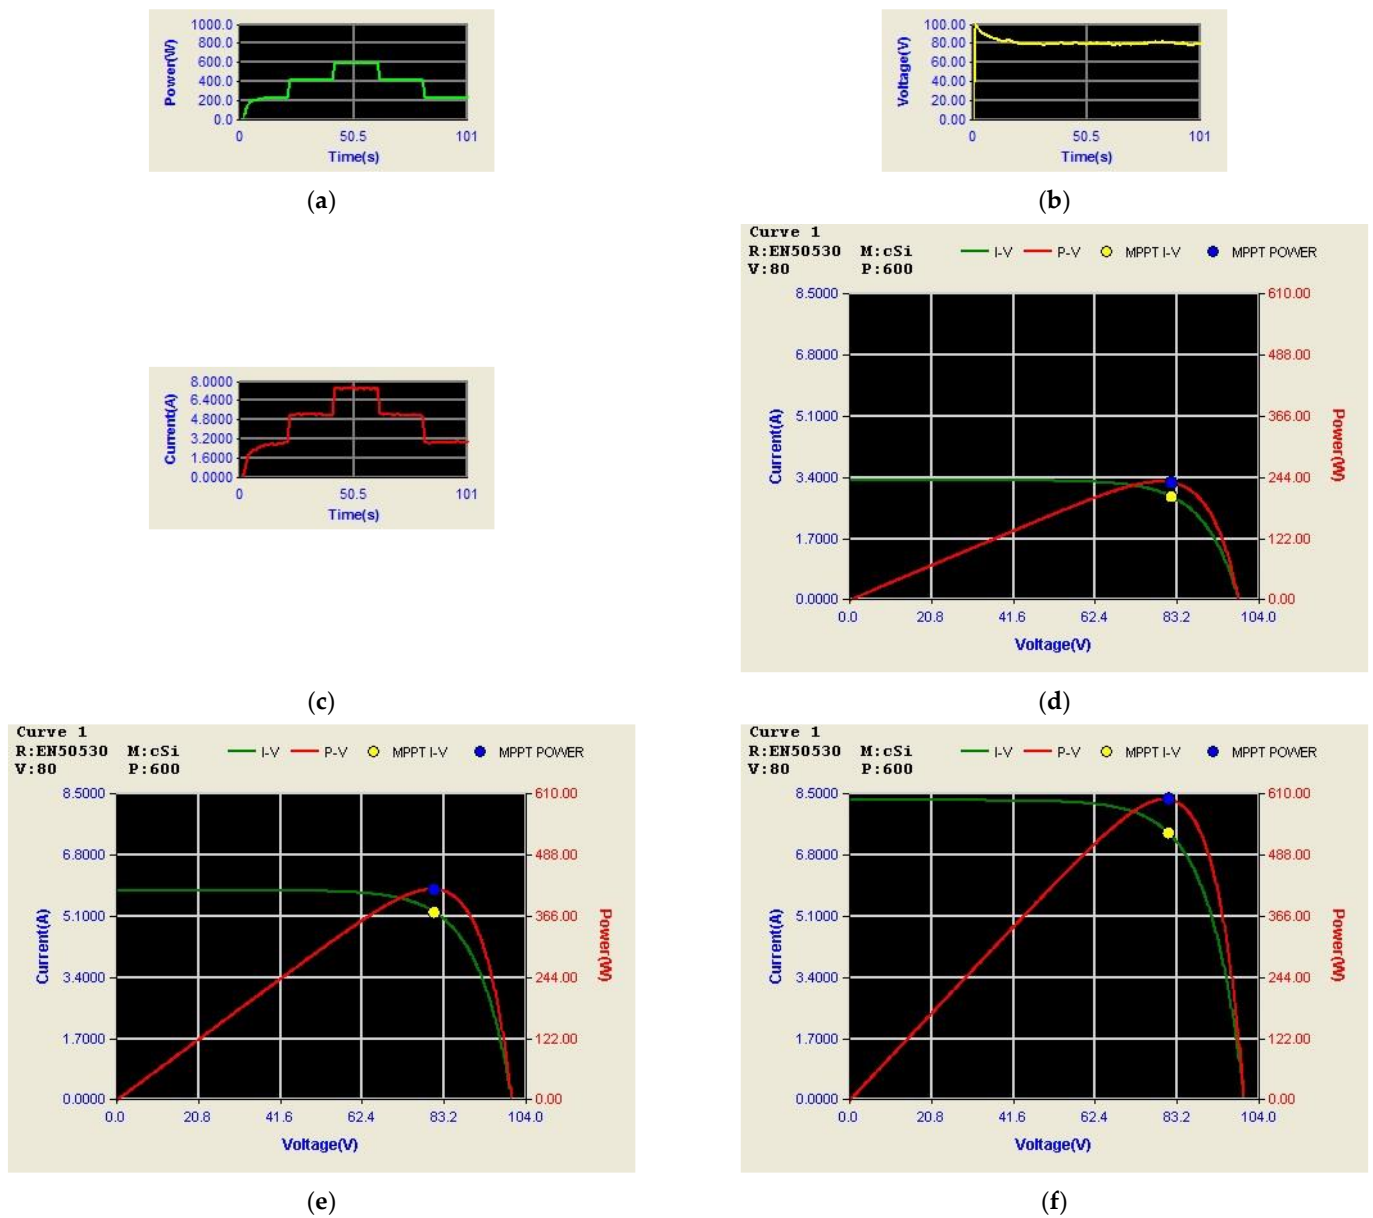 1000.0
800.0
600.0
400.0
200.0
0.0
Power(W)
0 50.5 101
Time(s)
(a)
100.00
80.00
60.00
40.00
20.00
0.00
Voltage(V)
0 50.5 101
Time(s)
(b)
8.0000
6.4000
4.8000
3.2000
1.6000
0.0000
Current(A)
0 50.5 101
Time(s)
(c)
Curve 1
R:EN50530 M:cSi I-V P-V MPPT I-V MPPT POWER
V:80 P:600
8.5000 610.00
6.8000 488.00
5.1000 366.00
3.4000 244.00
1.7000 122.00
0.0000 0.00
Current(A)
Power(W)
0.0 20.8 41.6 62.4 83.2 104.0
Voltage(V)
(d)
Curve 1
R:EN50530 M:cSi I-V P-V MPPT I-V MPPT POWER
V:80 P:600
8.5000 610.00
6.8000 488.00
5.1000 366.00
3.4000 244.00
1.7000 122.00
0.0000 0.00
Current(A)
Power(W)
0.0 20.8 41.6 62.4 83.2 104.0
Voltage(V)
(e)
Curve 1
R:EN50530 M:cSi I-V P-V MPPT I-V MPPT POWER
V:80 P:600
8.5000 610.00
6.8000 488.00
5.1000 366.00
3.4000 244.00
1.7000 122.00
0.0000 0.00
Current(A)
Power(W)
0.0 20.8 41.6 62.4 83.2 104.0
Voltage(V)
(f)